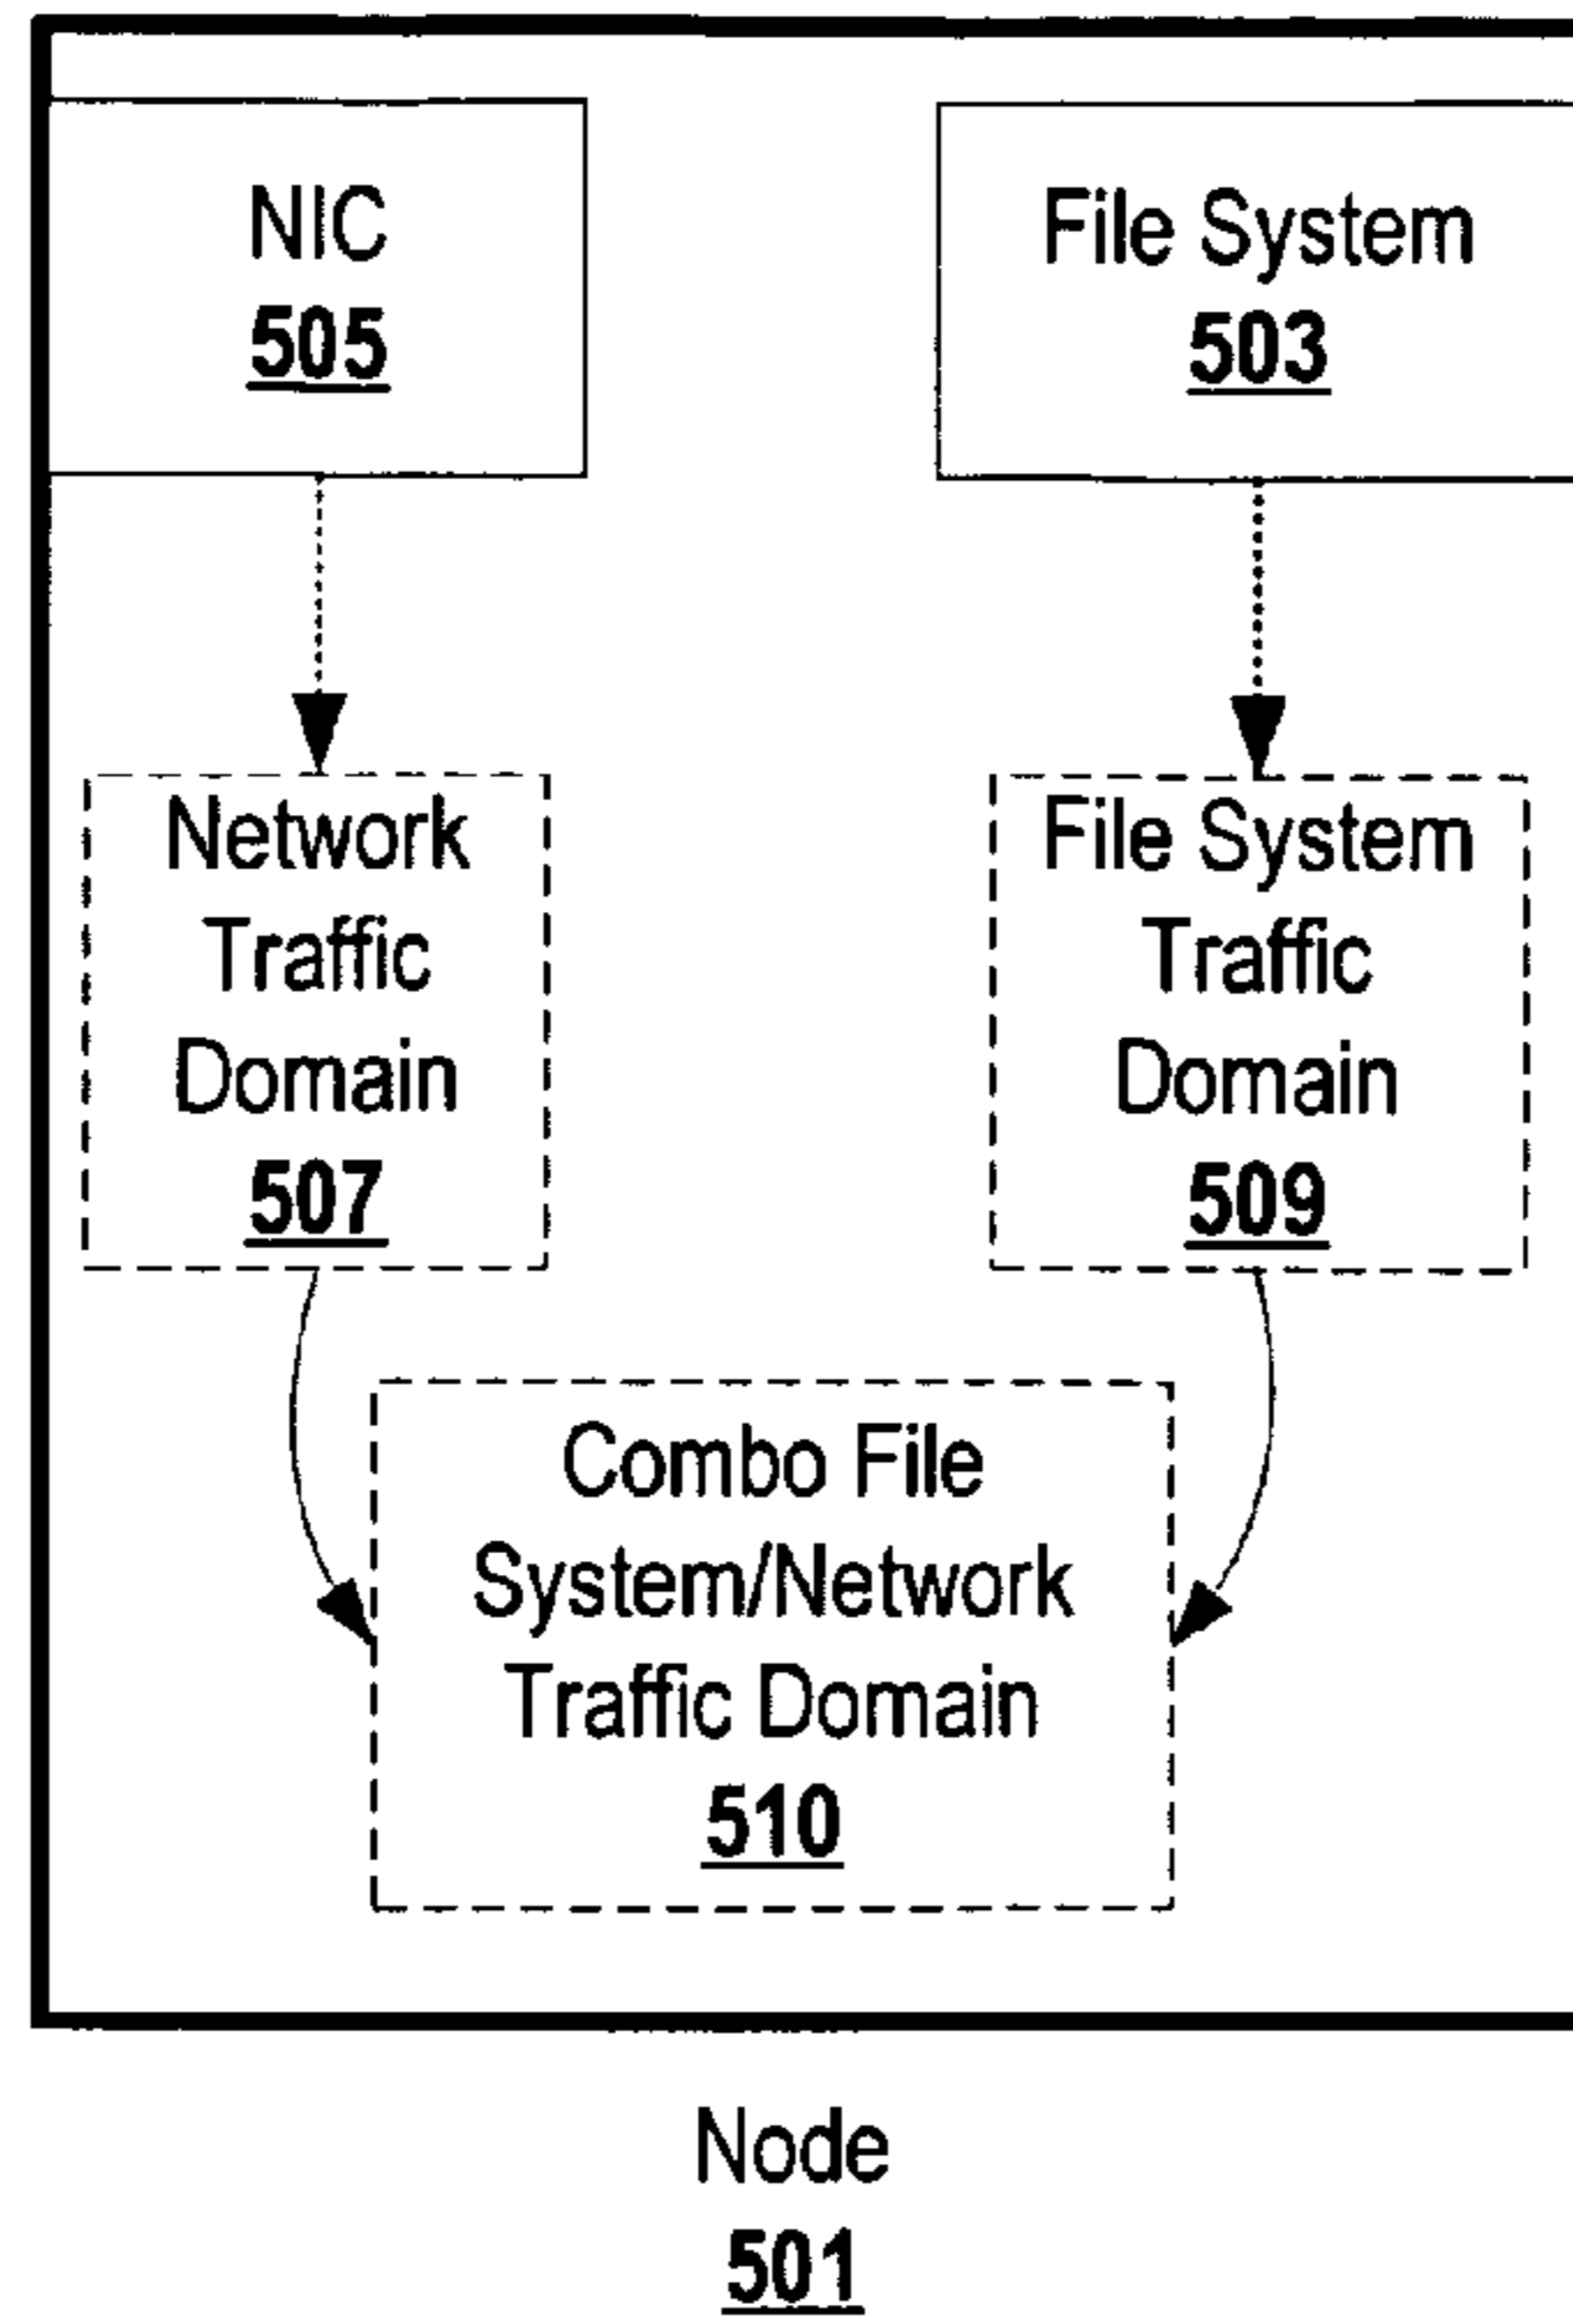 NIC
505
File System
503
Network
Traffic
Domain
507
File System
Traffic
Domain
509
Combo File
System/Network
Traffic Domain
510
Node
501